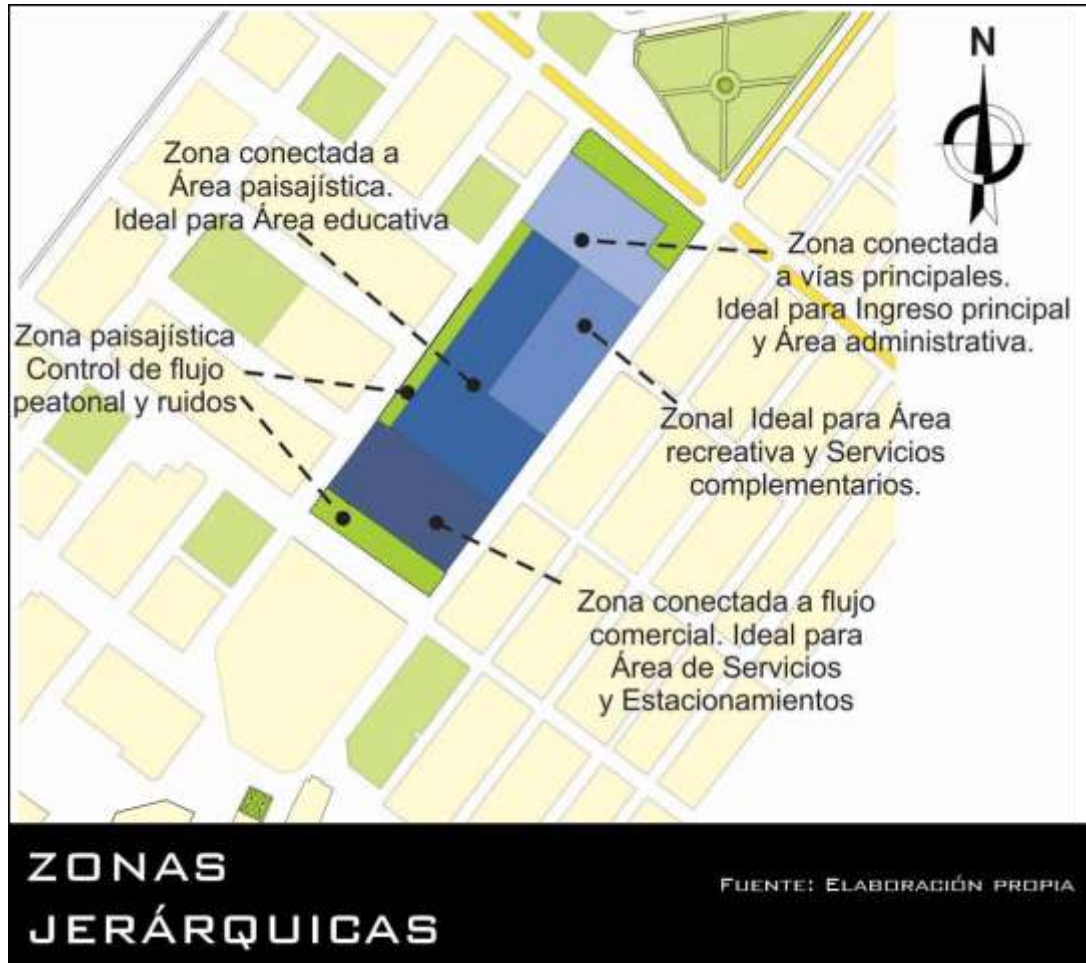 N
Zona conectada a
Área paisajística.
Ideal para Área educativa
Zona conectada
a vías principales.
Ideal para Ingreso principal
y Área administrativa.
Zona paisajística
Control de flujo
peatonal y ruidos
Zonal Ideal para Área
recreativa y Servicios
complementarios.
Zona conectada a flujo
comercial. Ideal para
Área de Servicios
y Estacionamientos
ZONAS
JERÁRQUICAS
FUENTE: ELABORACIÓN PROPIA